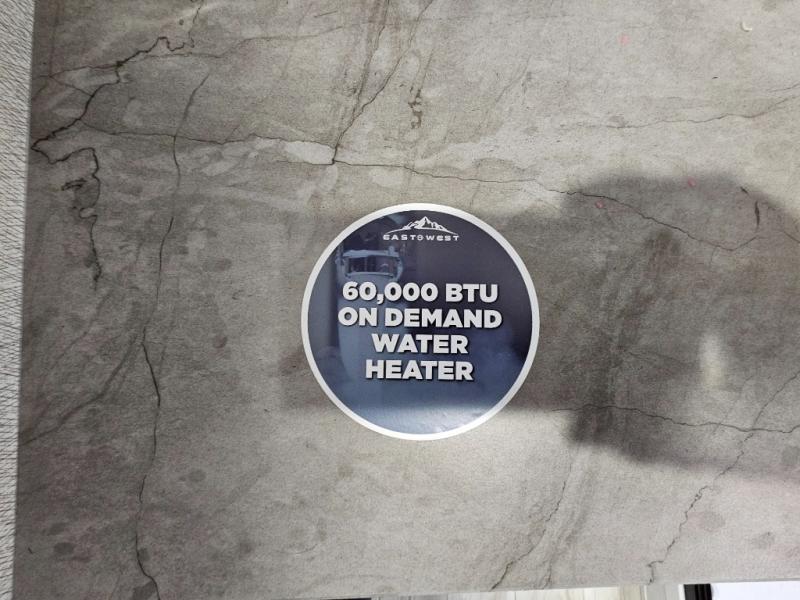 EAST TO WEST
60,000 BTU
ON DEMAND
WATER
HEATER